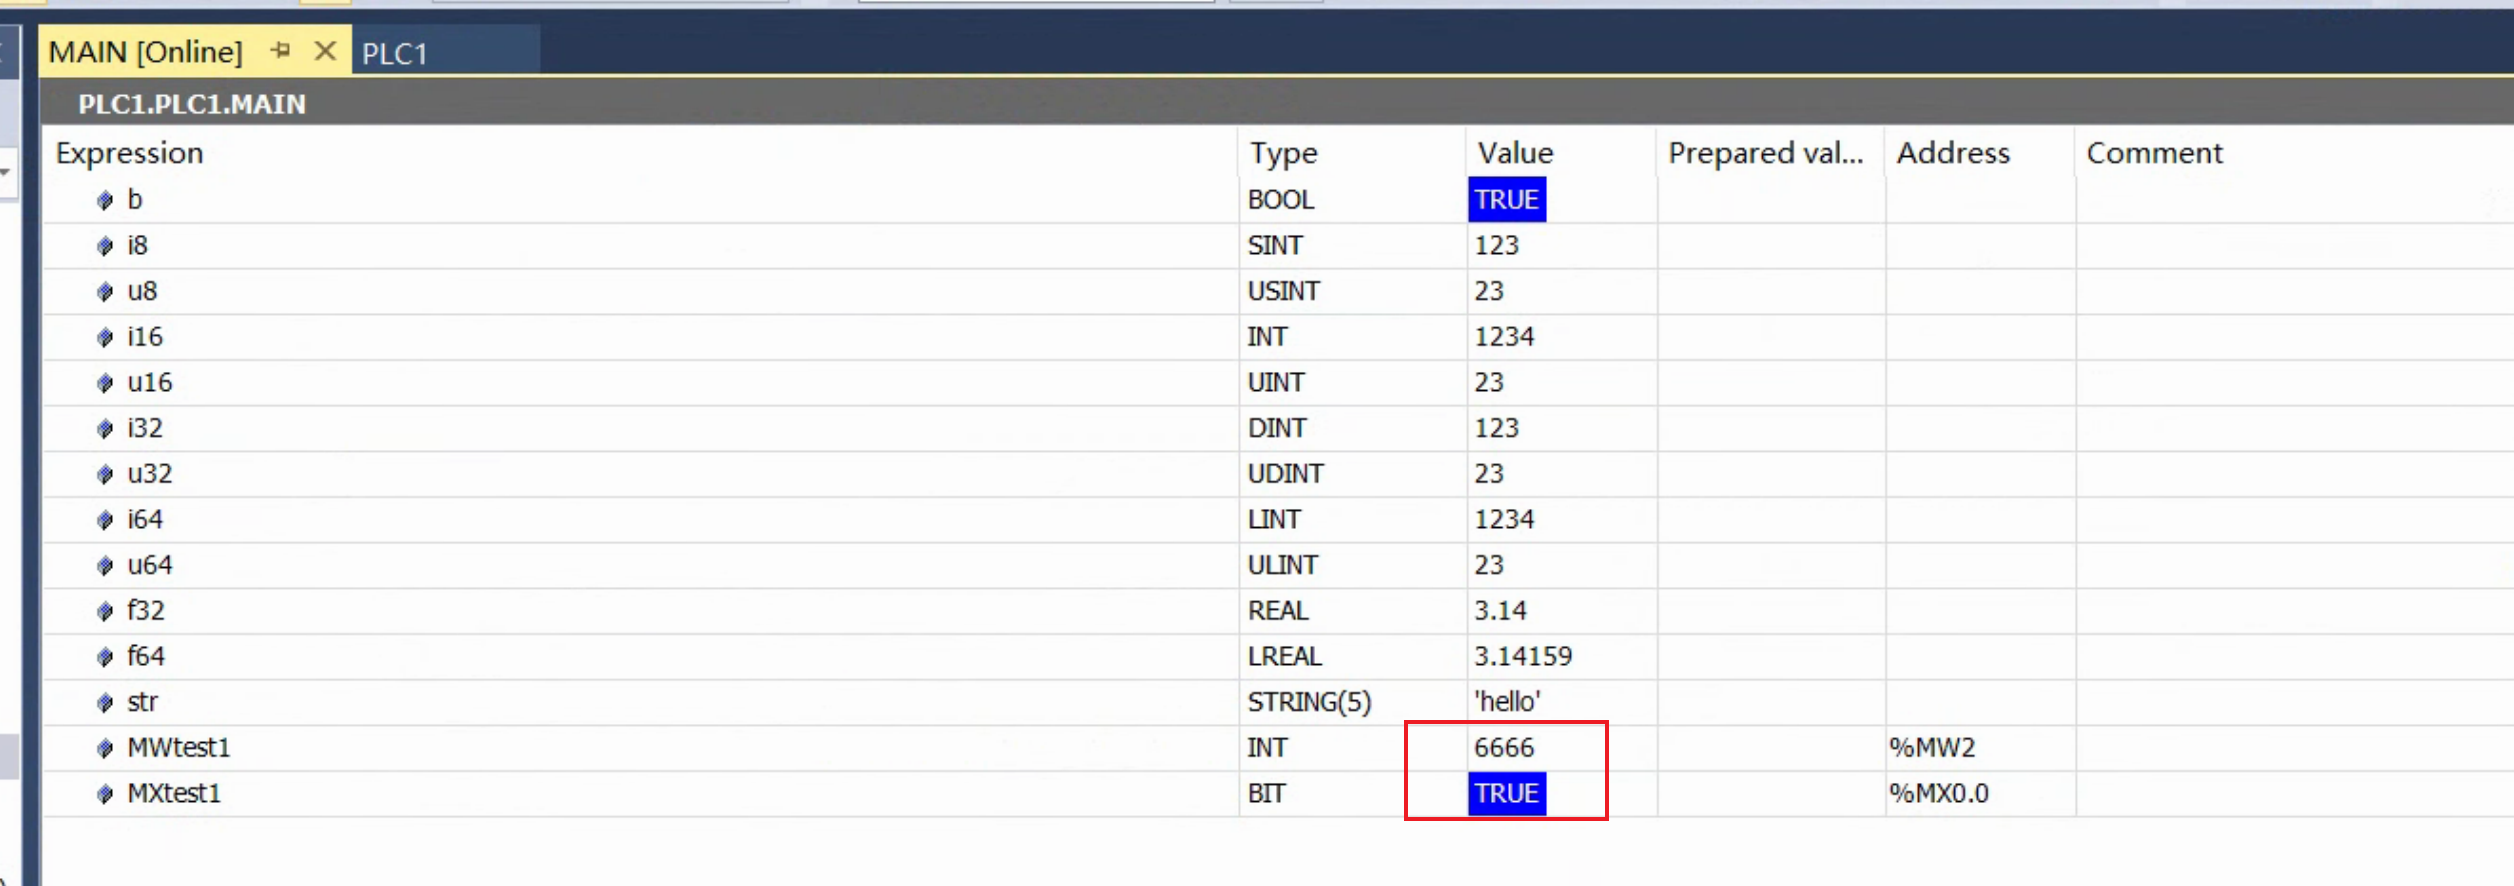 MAIN [Online] PLC1
PLC1.PLC1.MAIN
Expression Type Value Prepared val... Address Comment
b BOOL TRUE
i8 SINT 123
u8 USINT 23
i16 INT 1234
u16 UINT 23
i32 DINT 123
u32 UDINT 23
i64 LINT 1234
u64 ULINT 23
f32 REAL 3.14
f64 LREAL 3.14159
str STRING(5) 'hello'
MWtest1 INT 6666 %MW2
MXtest1 BIT TRUE %MX0.0